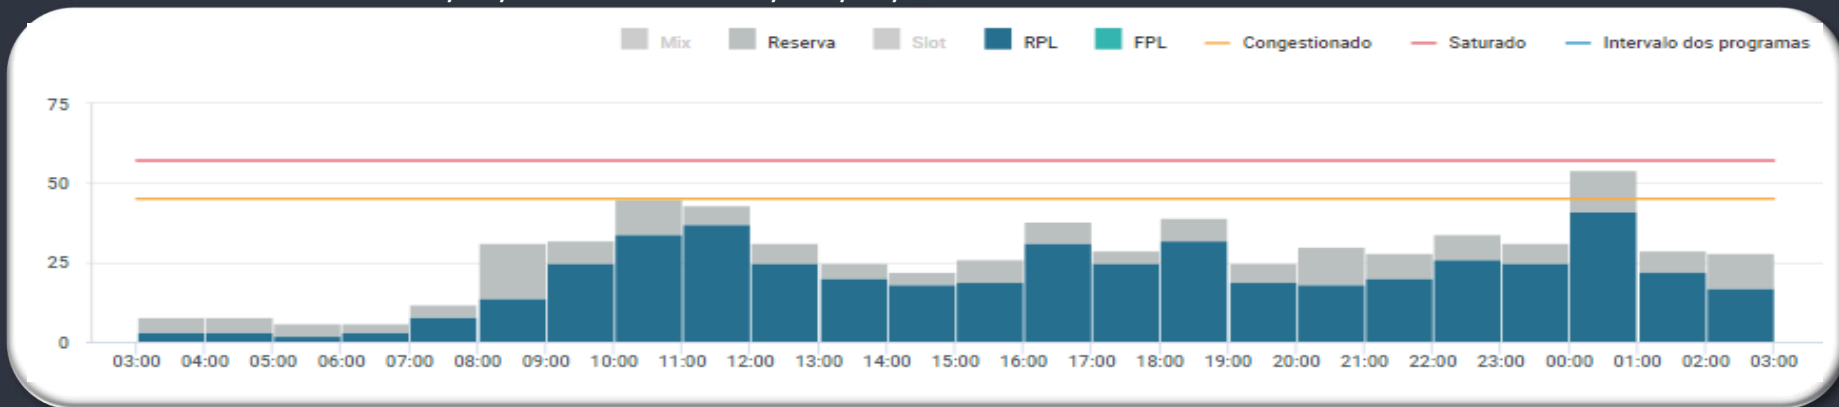 Mix Reserva Slot RPL FPL Congestionado Saturado Intervalo dos programas
75
50
25
0
03:00 04:00 05:00 06:00 07:00 08:00 09:00 10:00 11:00 12:00 13:00 14:00 15:00 16:00 17:00 18:00 19:00 20:00 21:00 22:00 23:00 00:00 01:00 02:00 03:00